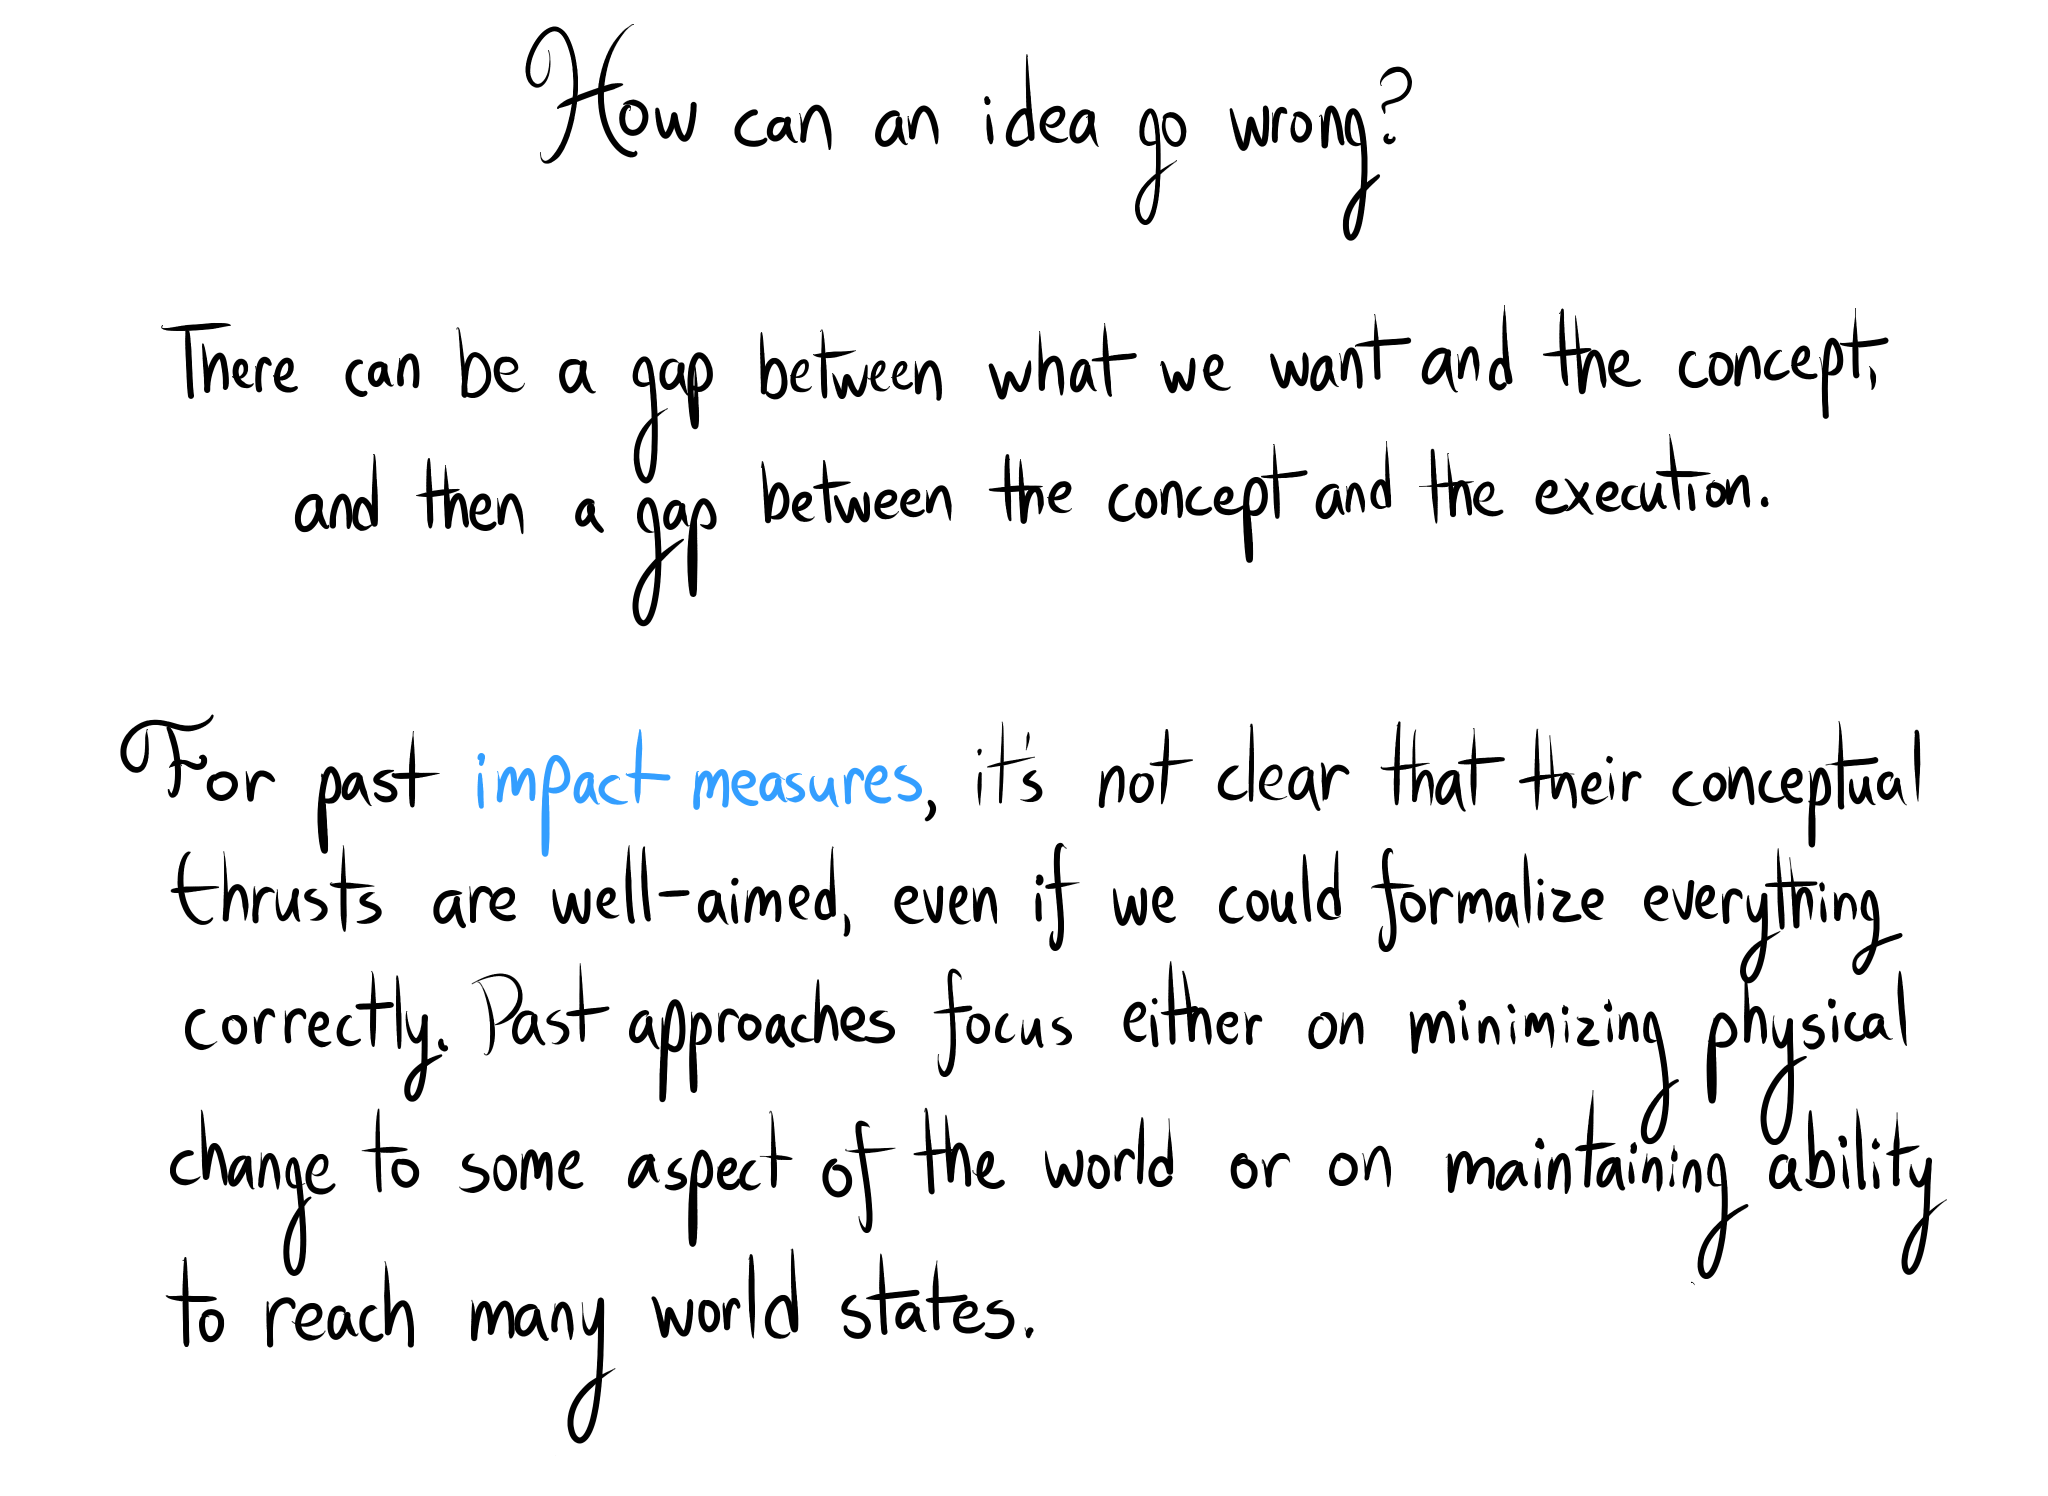 How can an idea go wrong?
There can be a gap between what we want and the concept,
and then a gap between the concept and the execution.
For past impact measures, it's not clear that their conceptual
thrusts are well-aimed, even if we could formalize everything
correctly. Past approaches focus either on minimizing physical
change to some aspect of the world or on maintaining ability
to reach many world states.